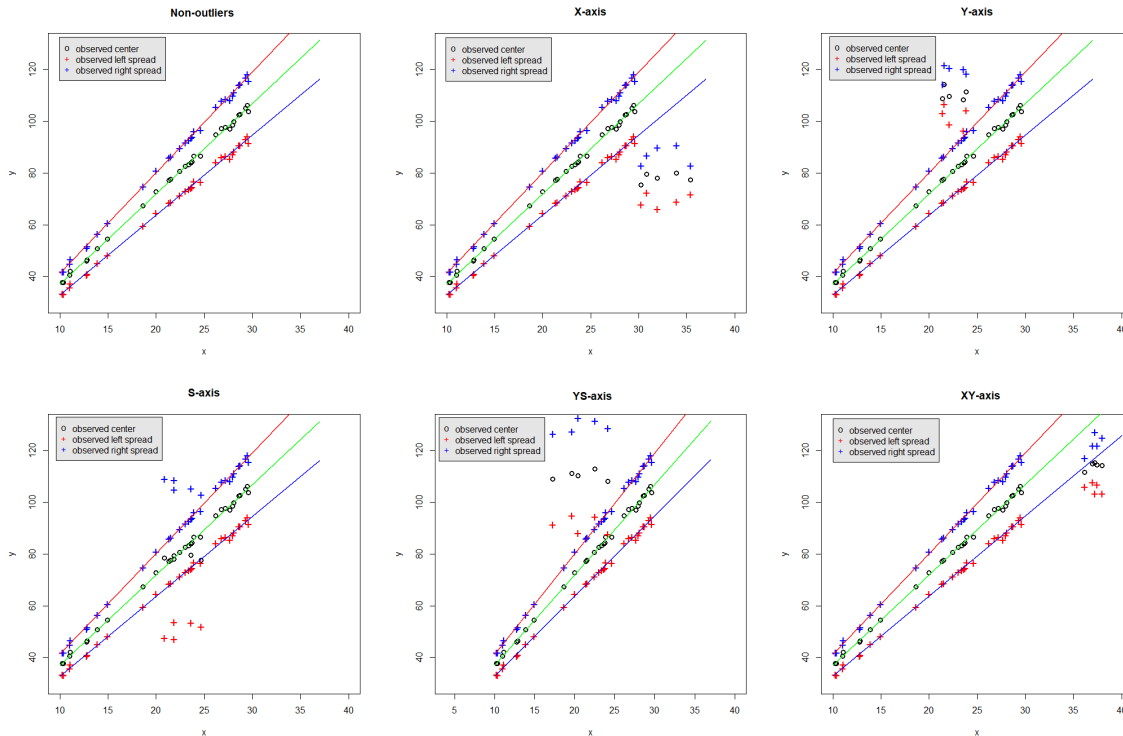 Non-outliers
observed center
observed left spread
observed right spread
y
40 60 80 100 120
10 15 20 25 30 35 40
x
X-axis
observed center
observed left spread
observed right spread
y
40 60 80 100 120
10 15 20 25 30 35 40
x
Y-axis
observed center
observed left spread
observed right spread
y
40 60 80 100 120
10 15 20 25 30 35 40
x
S-axis
observed center
observed left spread
observed right spread
y
40 60 80 100 120
10 15 20 25 30 35 40
x
YS-axis
observed center
observed left spread
observed right spread
y
40 60 80 100 120
5 10 15 20 25 30 35 40
x
XY-axis
observed center
observed left spread
observed right spread
y
40 60 80 100 120
10 15 20 25 30 35 40
x